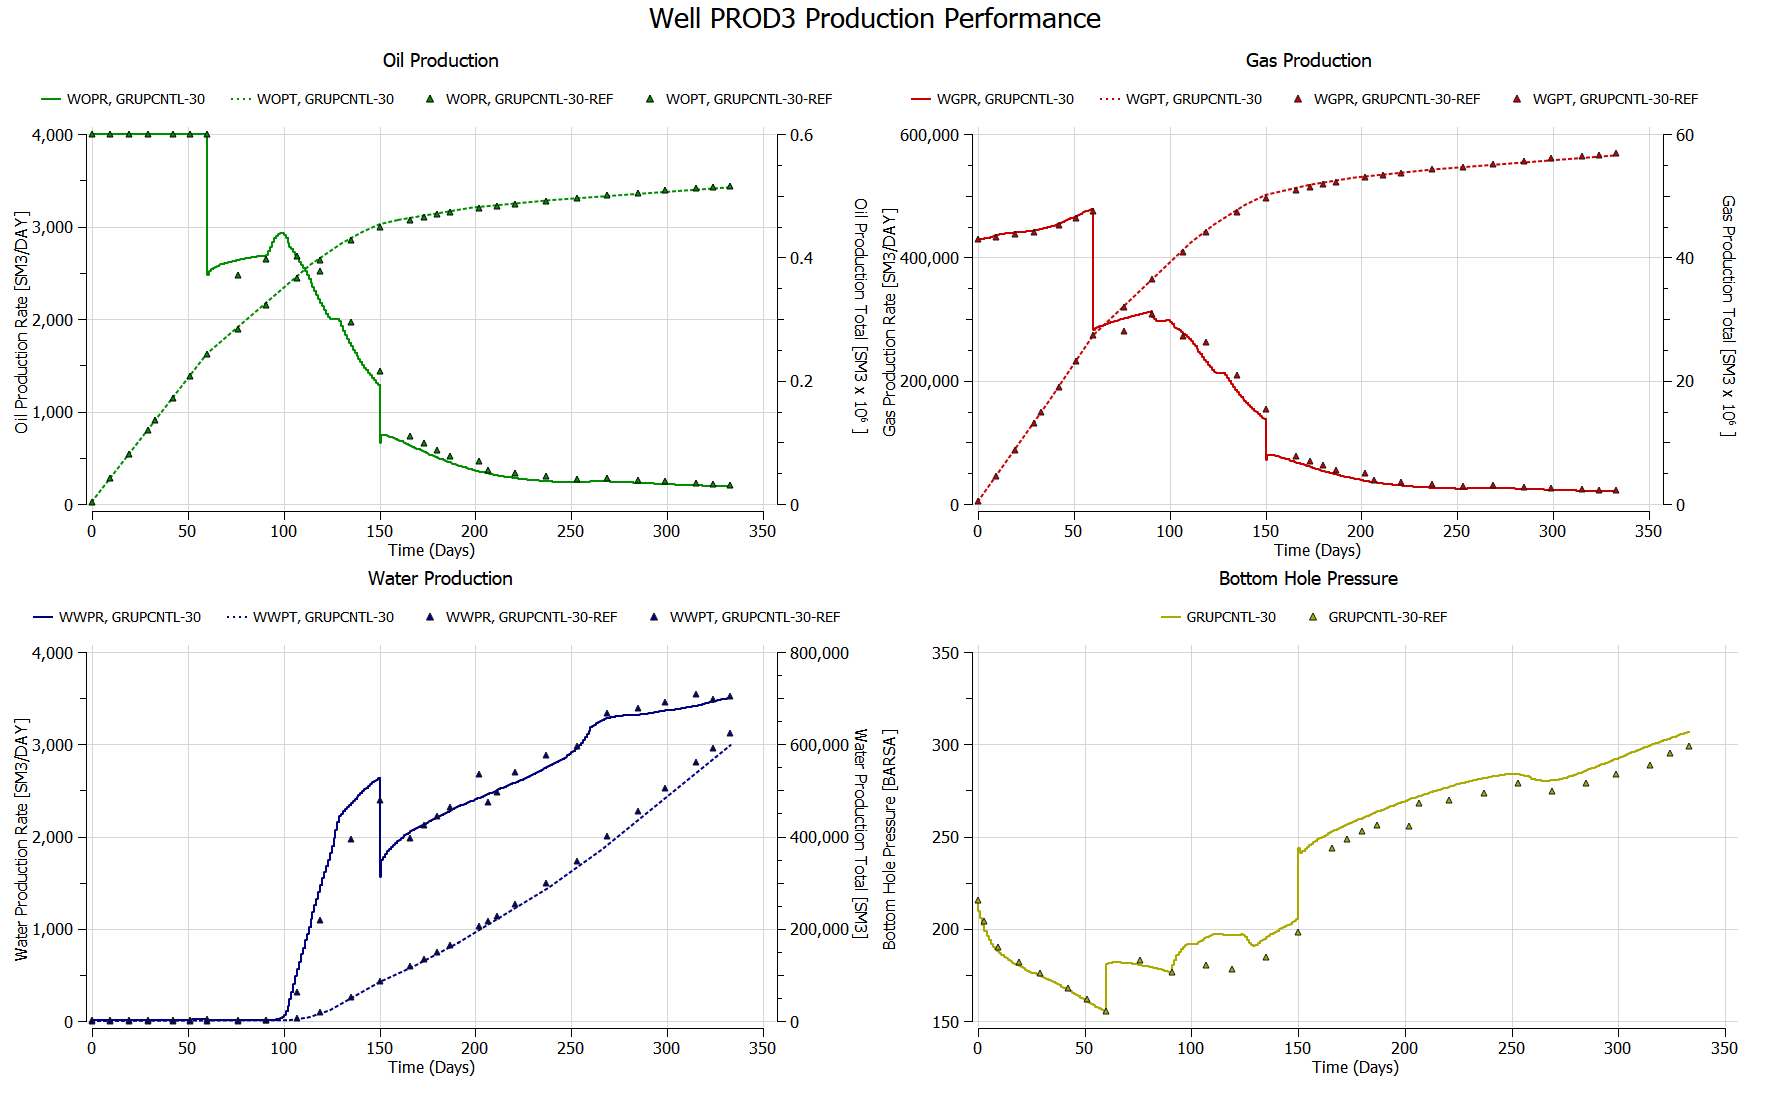 Well PROD3 Production Performance
Oil Production
WOPR, GRUPCNTL-30 WOPT, GRUPCNTL-30 WOPR, GRUPCNTL-30-REF WOPT, GRUPCNTL-30-REF
4,000
3,000
2,000
1,000
0
Oil Production Rate [SM3/DAY]
0.6
0.4
0.2
0
Oil Production Total [SM3 x 10⁶ ]
0 50 100 150 200 250 300 350
Time (Days)
Gas Production
WGPR, GRUPCNTL-30 WGPT, GRUPCNTL-30 WGPR, GRUPCNTL-30-REF WGPT, GRUPCNTL-30-REF
600,000
400,000
200,000
0
Gas Production Rate [SM3/DAY]
60
40
20
0
Gas Production Total [SM3 x 10⁶ ]
0 50 100 150 200 250 300 350
Time (Days)
Water Production
WWPR, GRUPCNTL-30 WWPT, GRUPCNTL-30 WWPR, GRUPCNTL-30-REF WWPT, GRUPCNTL-30-REF
4,000
3,000
2,000
1,000
0
Water Production Rate [SM3/DAY]
800,000
600,000
400,000
200,000
0
Water Production Total [SM3]
0 50 100 150 200 250 300 350
Time (Days)
Bottom Hole Pressure
GRUPCNTL-30 GRUPCNTL-30-REF
350
300
250
200
150
Bottom Hole Pressure [BARSA]
0 50 100 150 200 250 300 350
Time (Days)